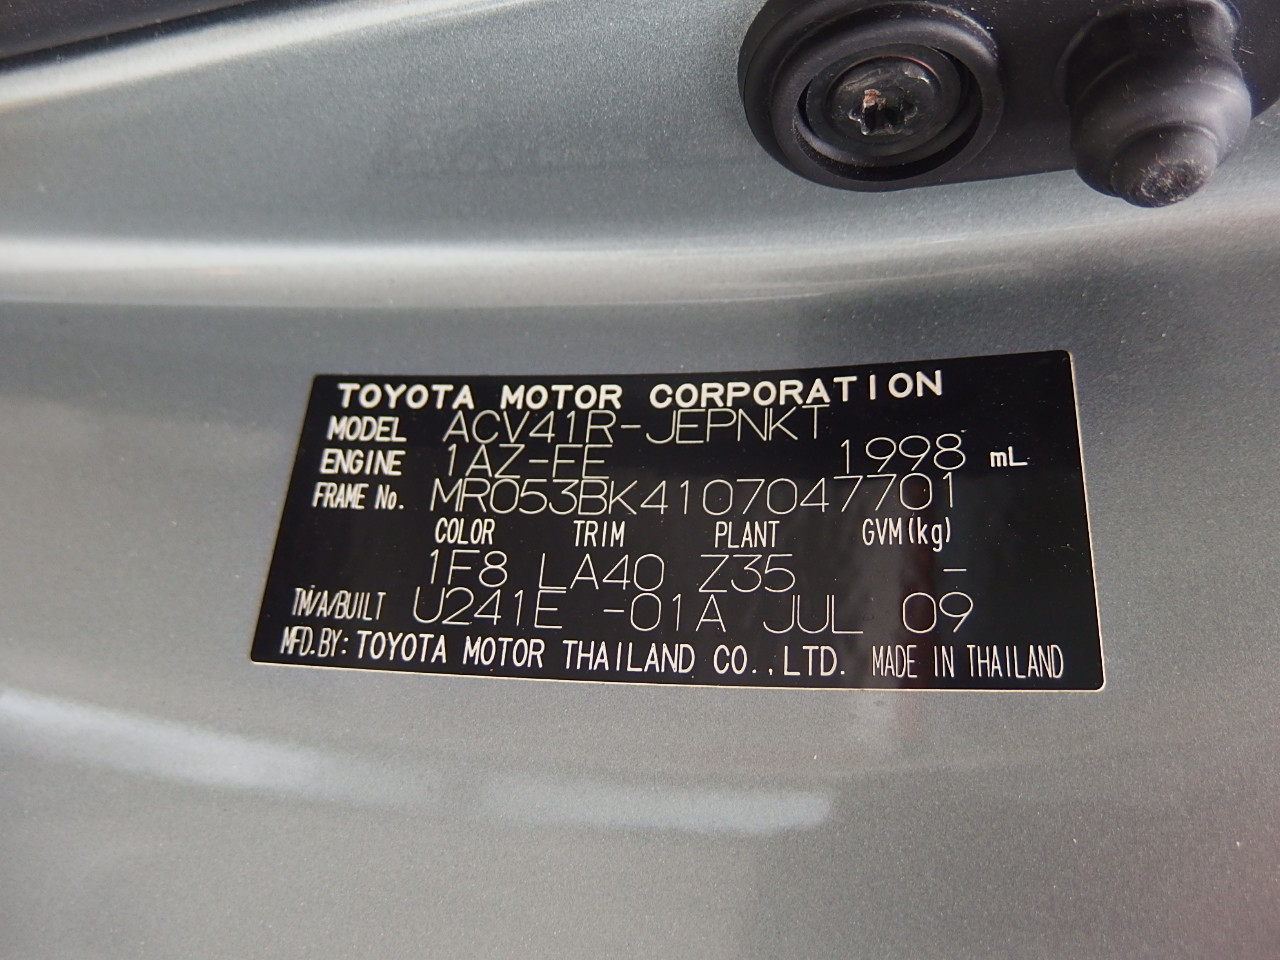 TOYOTA MOTOR CORPORATION
MODEL ACV41R-JEPNKT
ENGINE 1AZ-FE 1998 mL
FRAME No. MR053BK4107047701
COLOR TRIM PLANT GVM(kg)
1F8 LA40 Z35 -
TM/A/BUILT U241E -01A JUL 09
MFD.BY: TOYOTA MOTOR THAILAND CO.,LTD. MADE IN THAILAND